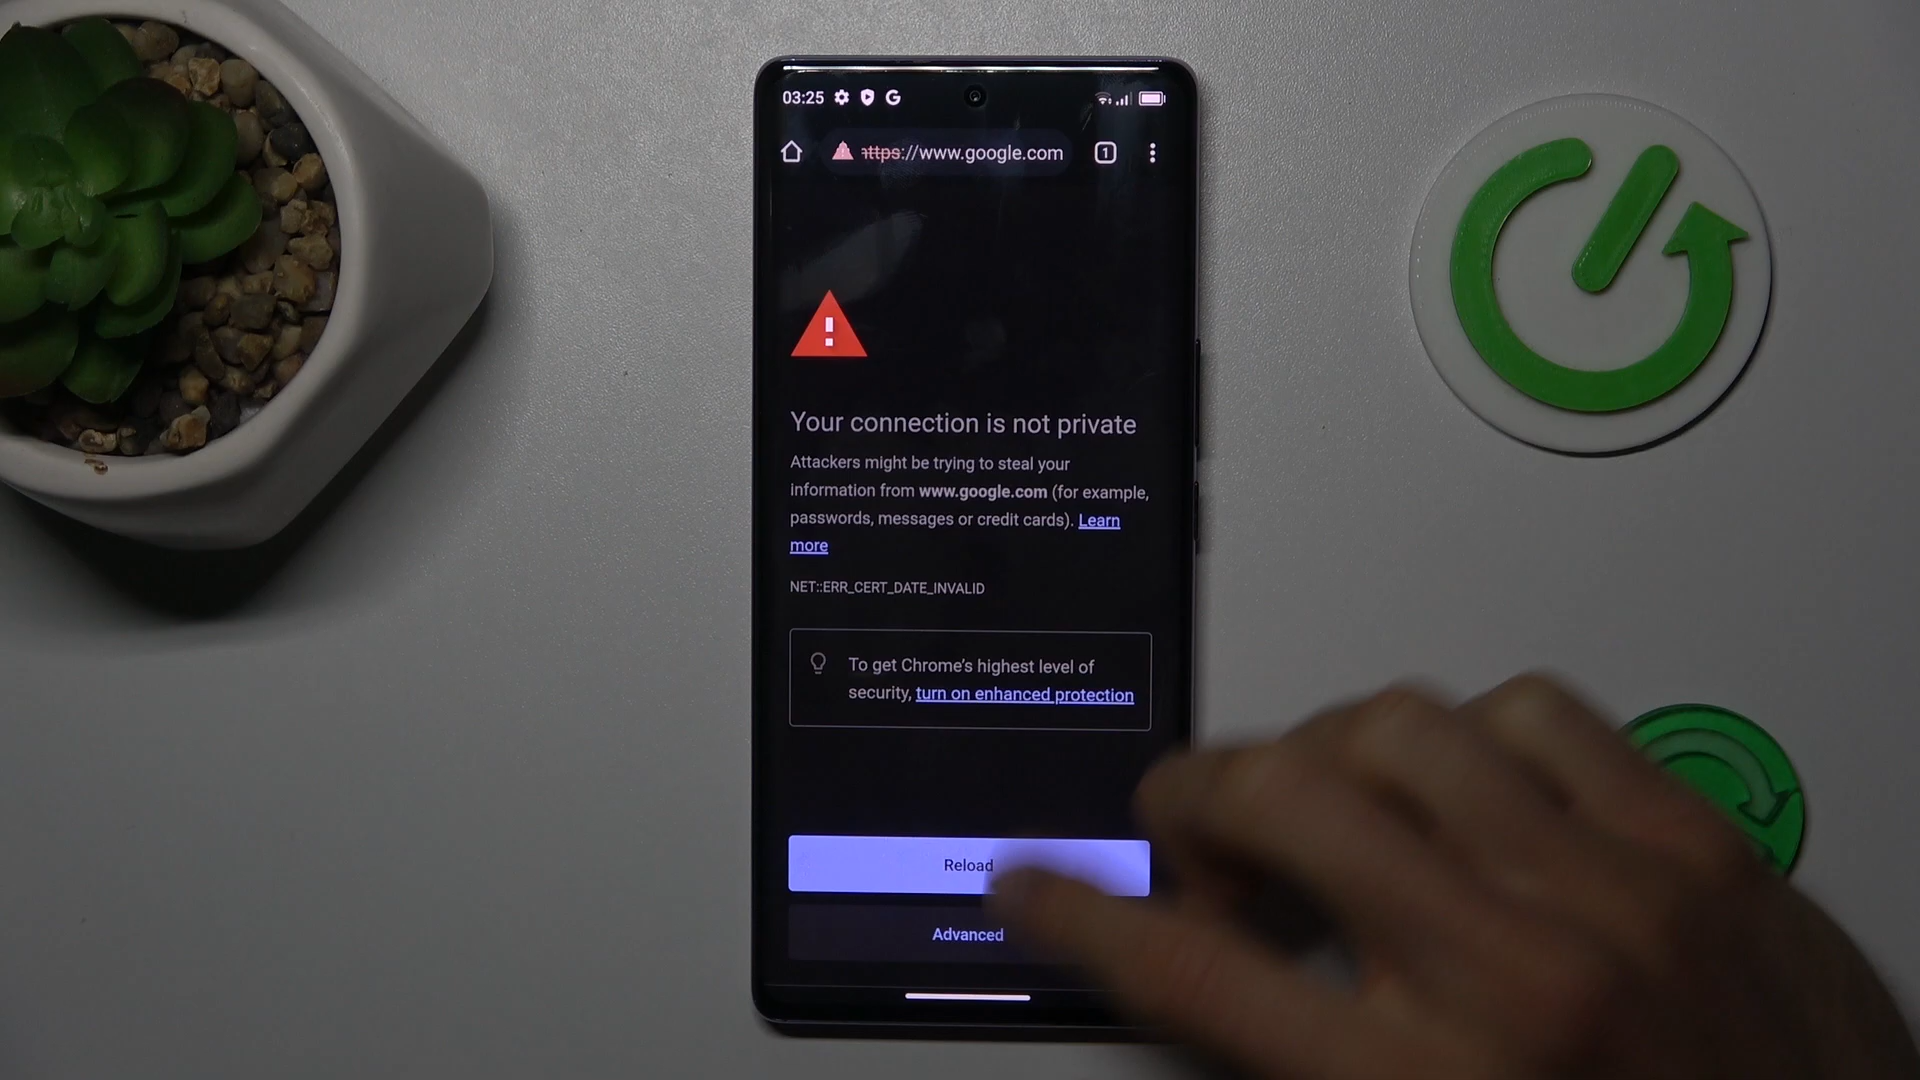 03:25
https://www.google.com
1
Your connection is not private
Attackers might be trying to steal your
information from www.google.com (for example,
passwords, messages or credit cards). Learn
more
NET::ERR_CERT_DATE_INVALID
To get Chrome's highest level of
security, turn on enhanced protection
Reload
Advanced